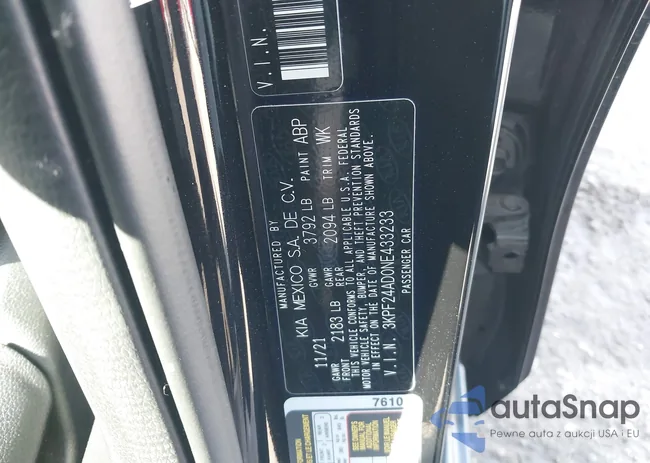 V.I.N.
MANUFACTURED BY
KIA MEXICO S.A. DE C.V.
11/21 GVWR 3792 LB PAINT ABP
GAWR FRONT 2183 LB GAWR REAR 2094 LB TRIM WK
THIS VEHICLE CONFORMS TO ALL APPLICABLE U.S.A. FEDERAL
MOTOR VEHICLE SAFETY, BUMPER, AND THEFT PREVENTION STANDARDS
IN EFFECT ON THE DATE OF MANUFACTURE SHOWN ABOVE.
V.I.N. 3KPF24AD0NE433233
PASSENGER CAR
7610
autoSnap
Pewne auta z aukcji USA i EU